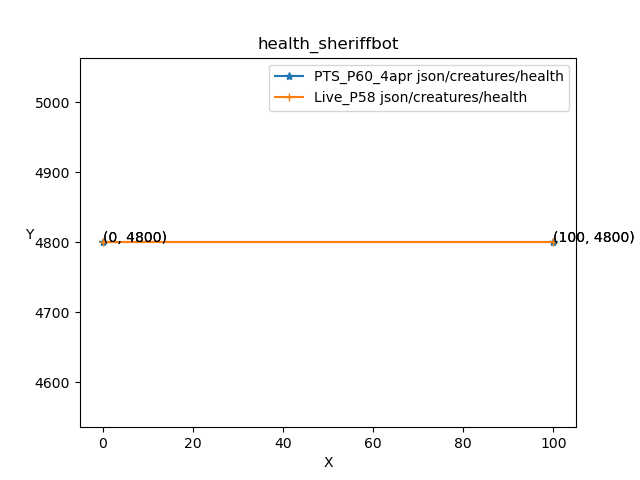 health_sheriffbot
PTS_P60_4apr json/creatures/health
Live_P58 json/creatures/health
5000
4900
Y
4800
4700
4600
(0, 4800)
(100, 4800)
0
20
40
60
80
100
X